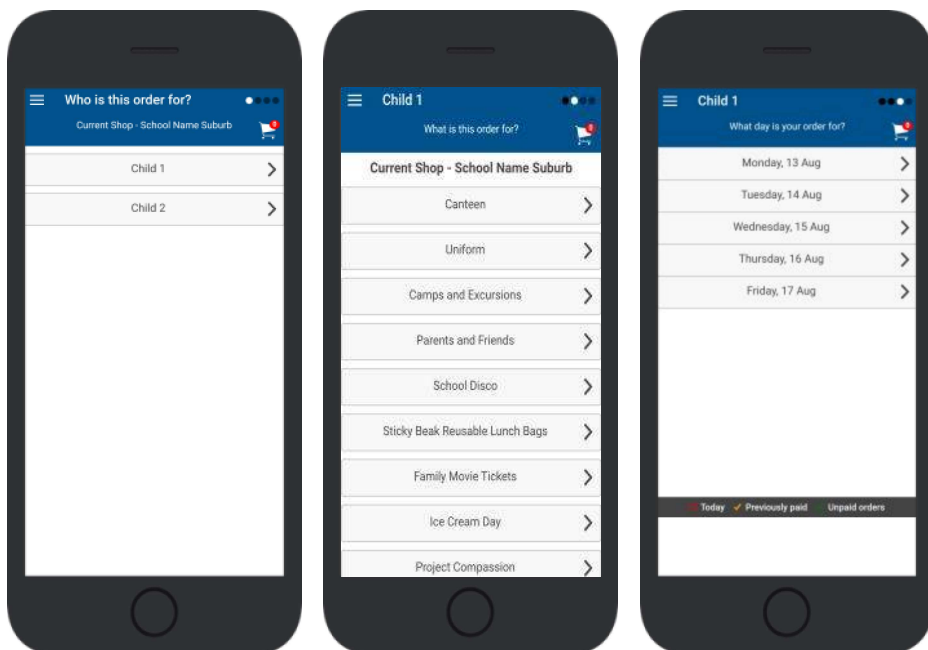 Who is this order for?
Current Shop - School Name Suburb
0
Child 1
Child 2
Child 1
What is this order for?
0
Current Shop - School Name Suburb
Canteen
Uniform
Camps and Excursions
Parents and Friends
School Disco
Sticky Beak Reusable Lunch Bags
Family Movie Tickets
Ice Cream Day
Project Compassion
Child 1
What day is your order for?
0
Monday, 13 Aug
Tuesday, 14 Aug
Wednesday, 15 Aug
Thursday, 16 Aug
Friday, 17 Aug
Today Previously paid Unpaid orders